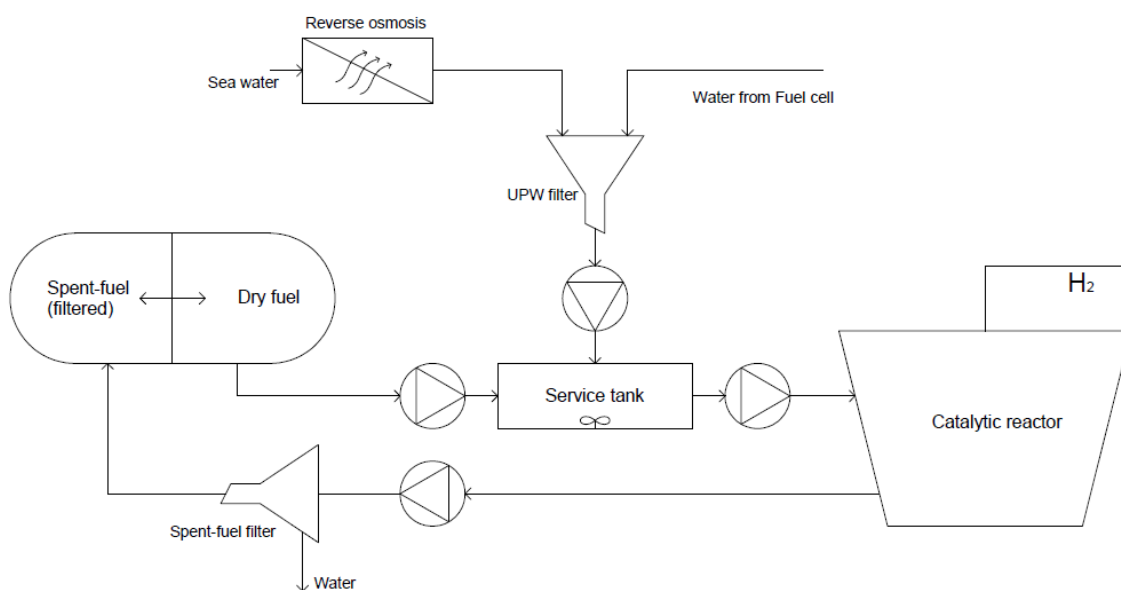 Reverse osmosis
Sea water
Water from Fuel cell
UPW filter
Spent-fuel
(filtered)
Dry fuel
H₂
Service tank
Catalytic reactor
Spent-fuel filter
Water